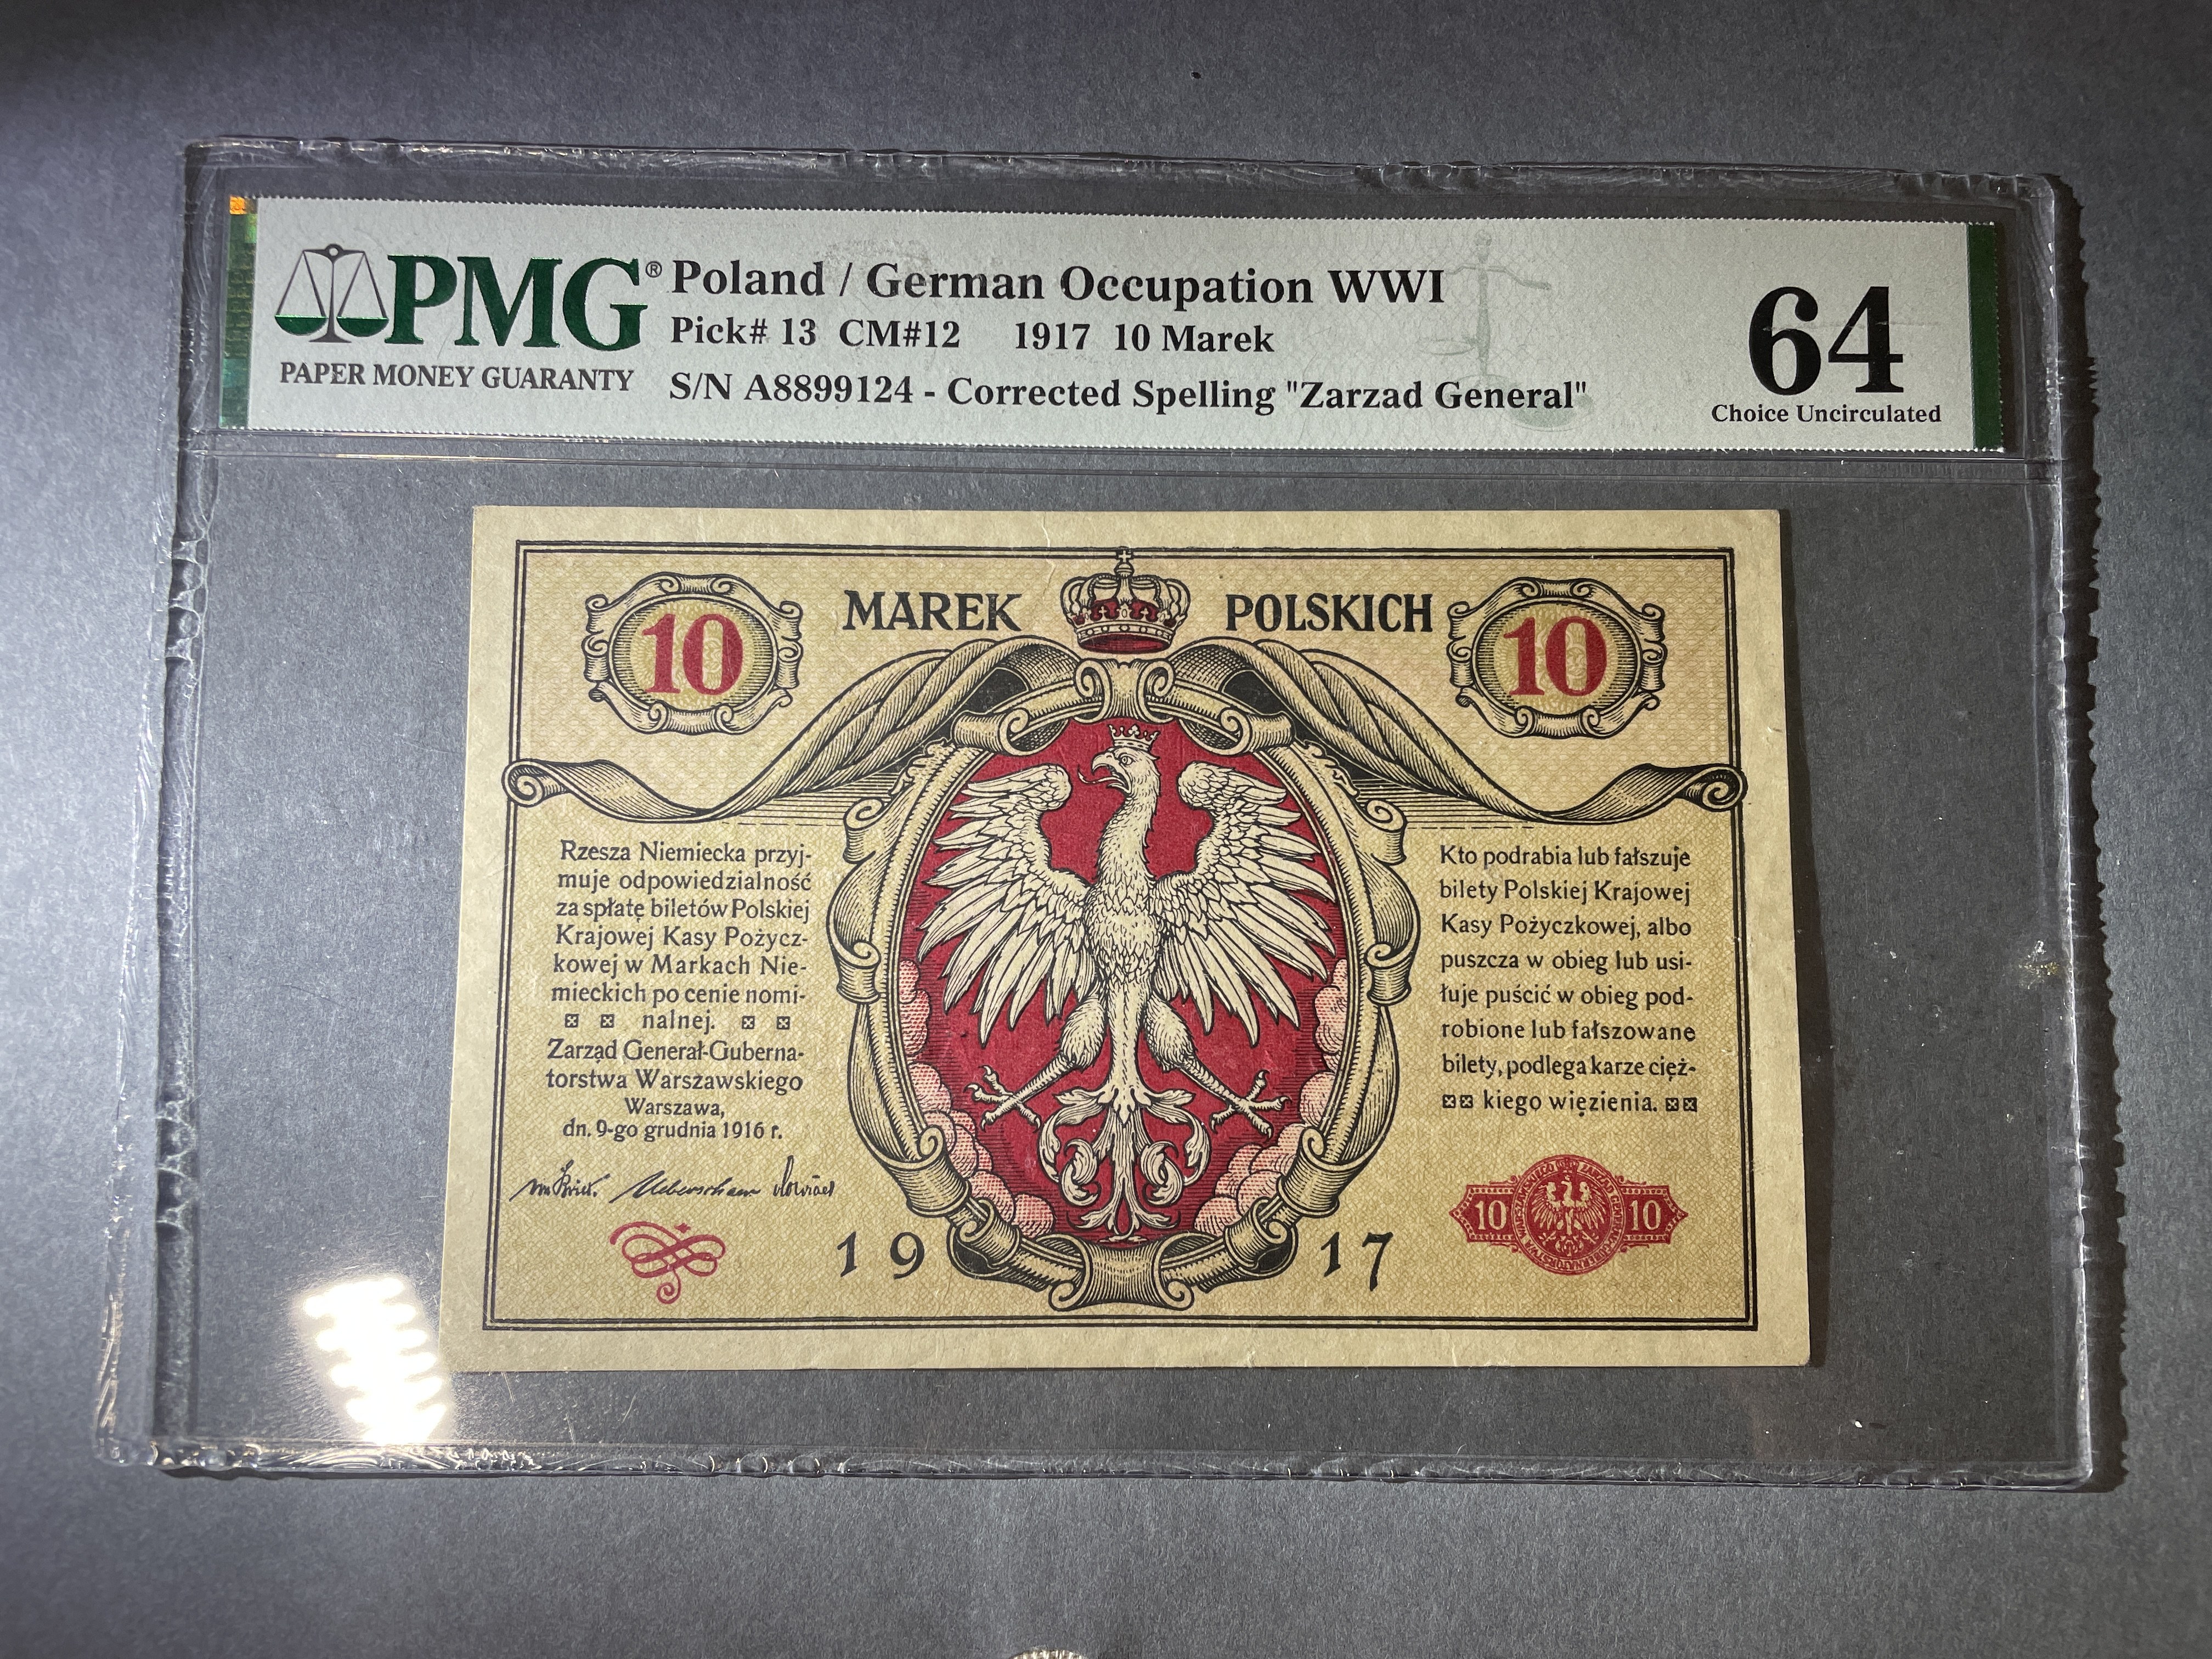 PMG®
PAPER MONEY GUARANTY
Poland / German Occupation WWI
Pick# 13 CM#12 1917 10 Marek
S/N A8899124 - Corrected Spelling "Zarzad General"
64
Choice Uncirculated
10 MAREK POLSKICH 10
Rzesza Niemiecka przyj-
muje odpowiedzialność
za spłatę biletów Polskiej
Krajowej Kasy Pożycz-
kowej w Markach Nie-
mieckich po cenie nomi-
nalnej.
Zarząd Generał-Guberna-
torstwa Warszawskiego
Warszawa,
dn. 9-go grudnia 1916 r.
Kto podrabia lub fałszuje
bilety Polskiej Krajowej
Kasy Pożyczkowej, albo
puszcza w obieg lub usi-
łuje puścić w obieg pod-
robione lub fałszowane
bilety, podlega karze cięż-
kiego więzienia.
10 10
1917